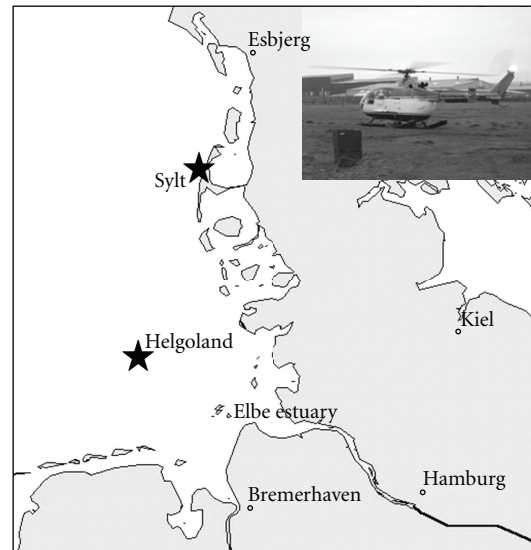 Esbjerg
Sylt
Kiel
Helgoland
Elbe estuary
Hamburg
Bremerhaven